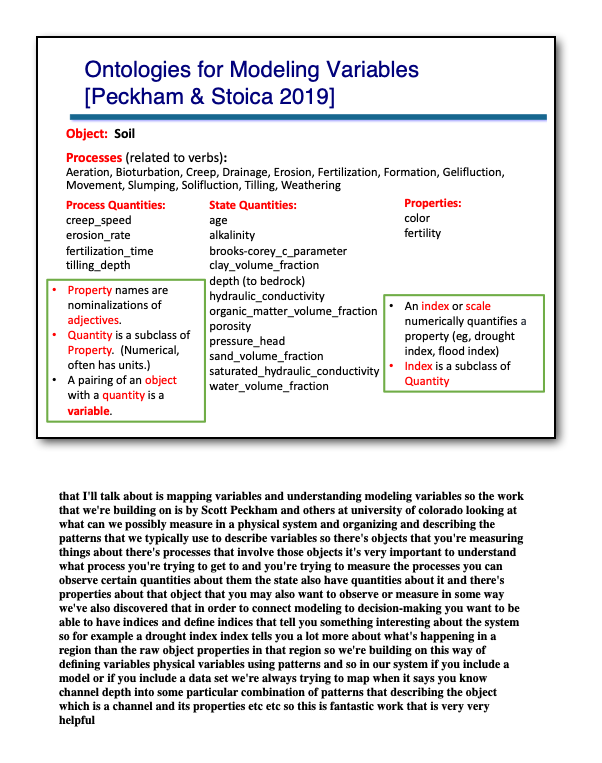 Ontologies for Modeling Variables
[Peckham & Stoica 2019]
Object: Soil
Processes (related to verbs):
Aeration, Bioturbation, Creep, Drainage, Erosion, Fertilization, Formation, Gelifluction,
Movement, Slumping, Solifluction, Tilling, Weathering
Process Quantities:
creep_speed
erosion_rate
fertilization_time
tilling_depth
• Property names are
nominalizations of
adjectives.
• Quantity is a subclass of
Property. (Numerical,
often has units.)
• A pairing of an object
with a quantity is a
variable.
State Quantities:
age
alkalinity
brooks-corey_c_parameter
clay_volume_fraction
depth (to bedrock)
hydraulic_conductivity
organic_matter_volume_fraction
porosity
pressure_head
sand_volume_fraction
saturated_hydraulic_conductivity
water_volume_fraction
Properties:
color
fertility
• An index or scale
numerically quantifies a
property (eg, drought
index, flood index)
• Index is a subclass of
Quantity
that I'll talk about is mapping variables and understanding modeling variables so the work
that we're building on is by Scott Peckham and others at university of colorado looking at
what can we possibly measure in a physical system and organizing and describing the
patterns that we typically use to describe variables so there's objects that you're measuring
things about there's processes that involve those objects it's very important to understand
what process you're trying to get to and you're trying to measure the processes you can
observe certain quantities about them the state also have quantities about it and there's
properties about that object that you may also want to observe or measure in some way
we've also discovered that in order to connect modeling to decision-making you want to be
able to have indices and define indices that tell you something interesting about the system
so for example a drought index index tells you a lot more about what's happening in a
region than the raw object properties in that region so we're building on this way of
defining variables physical variables using patterns and so in our system if you include a
model or if you include a data set we're always trying to map when it says you know
channel depth into some particular combination of patterns that describing the object
which is a channel and its properties etc etc so this is fantastic work that is very very
helpful